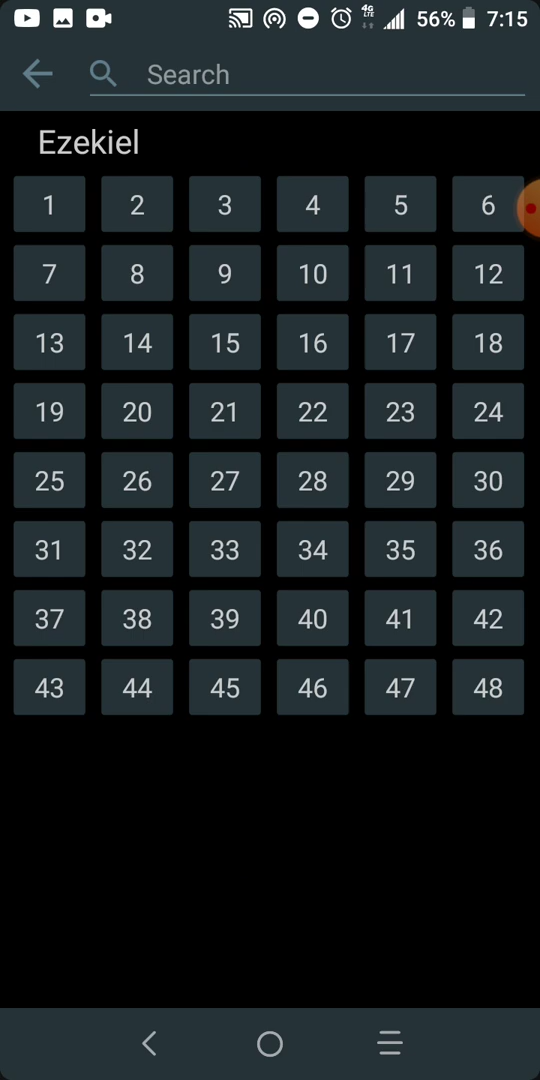 4G LTE 56% 7:15
Search
Ezekiel
1 2 3 4 5 6
7 8 9 10 11 12
13 14 15 16 17 18
19 20 21 22 23 24
25 26 27 28 29 30
31 32 33 34 35 36
37 38 39 40 41 42
43 44 45 46 47 48